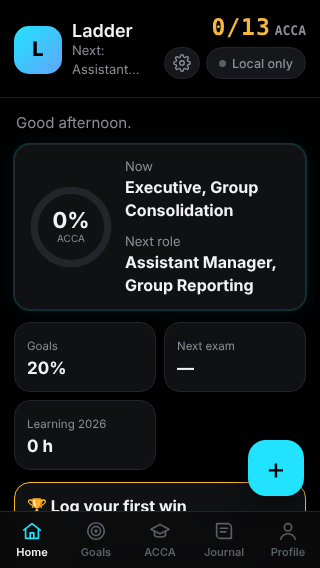 L
Ladder
Next:
Assistant...
0/13 ACCA
Local only
Good afternoon.
0%
ACCA
Now
Executive, Group
Consolidation
Next role
Assistant Manager,
Group Reporting
Goals
20%
Next exam
—
Learning 2026
0 h
+
🏆 Log your first win
Home
Goals
ACCA
Journal
Profile